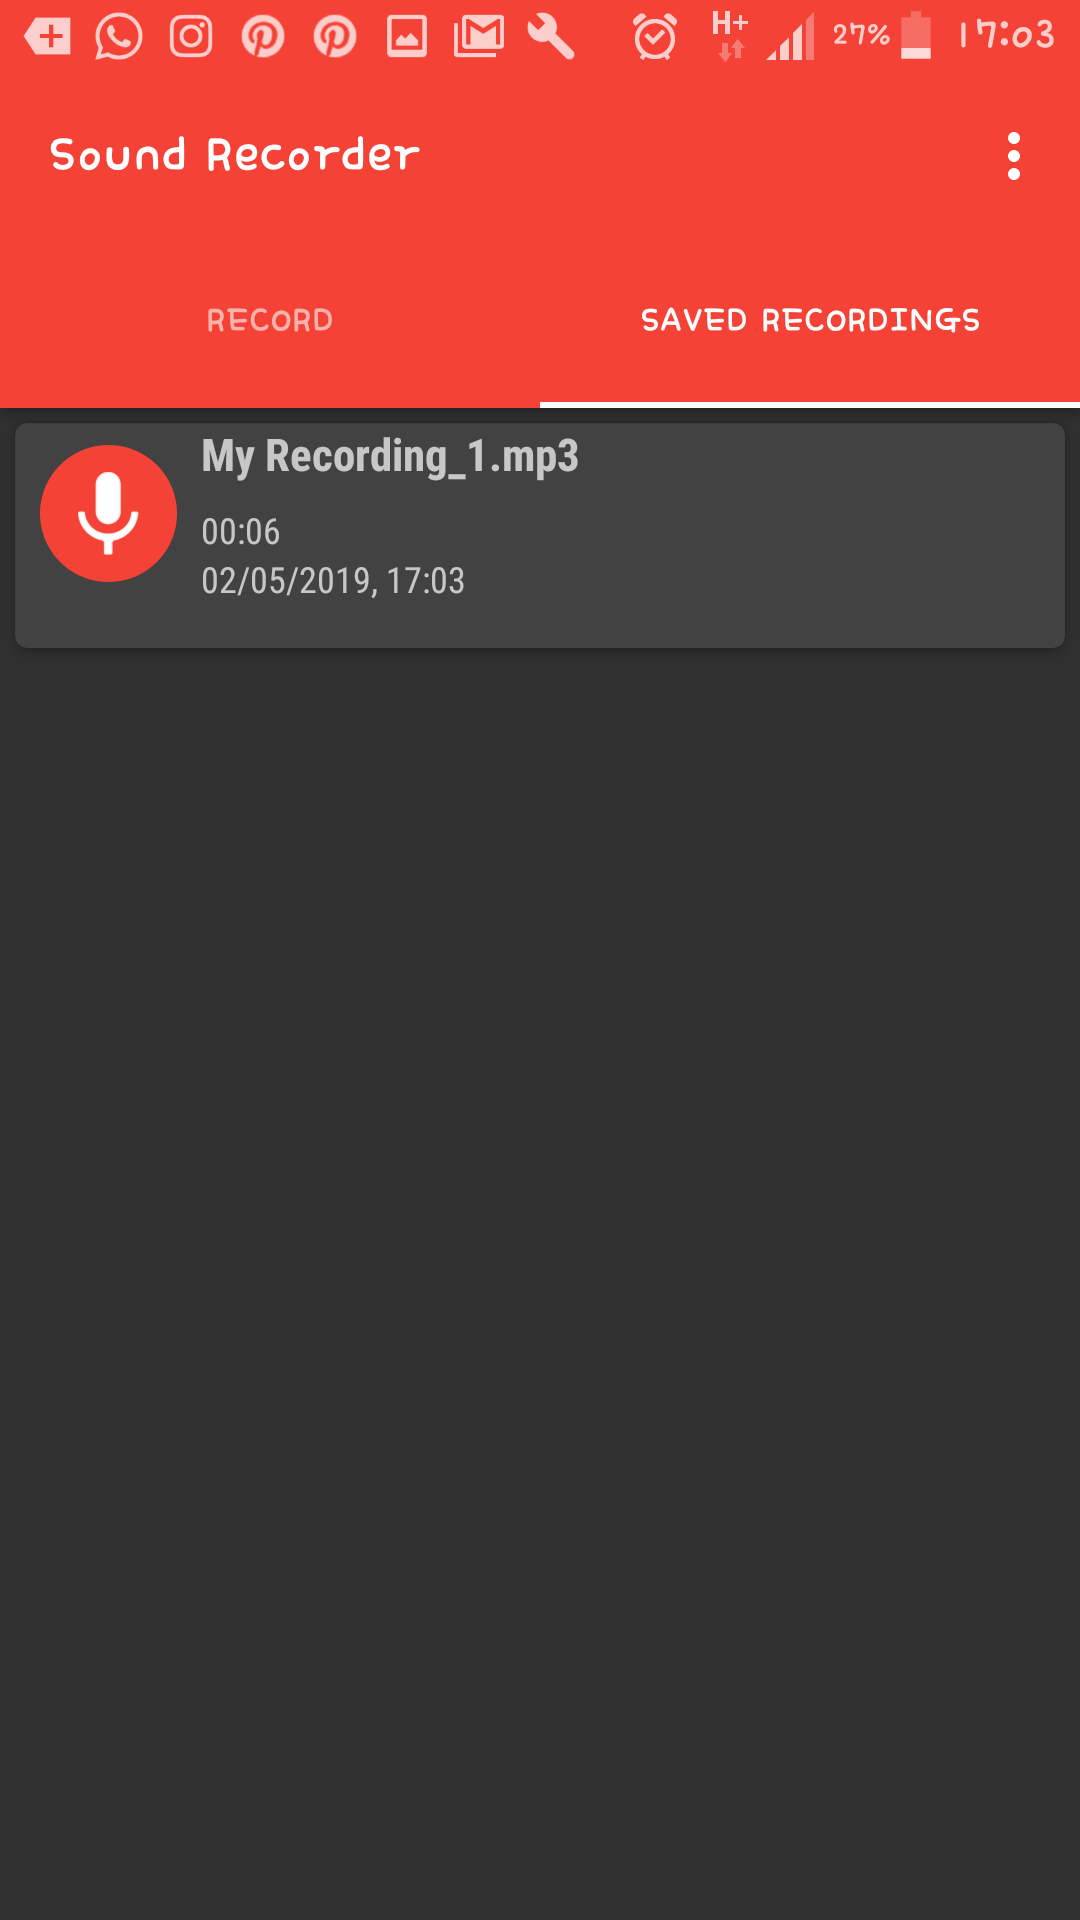 H+ 27% 17:03
Sound Recorder
RECORD SAVED RECORDINGS
My Recording_1.mp3
00:06
02/05/2019, 17:03